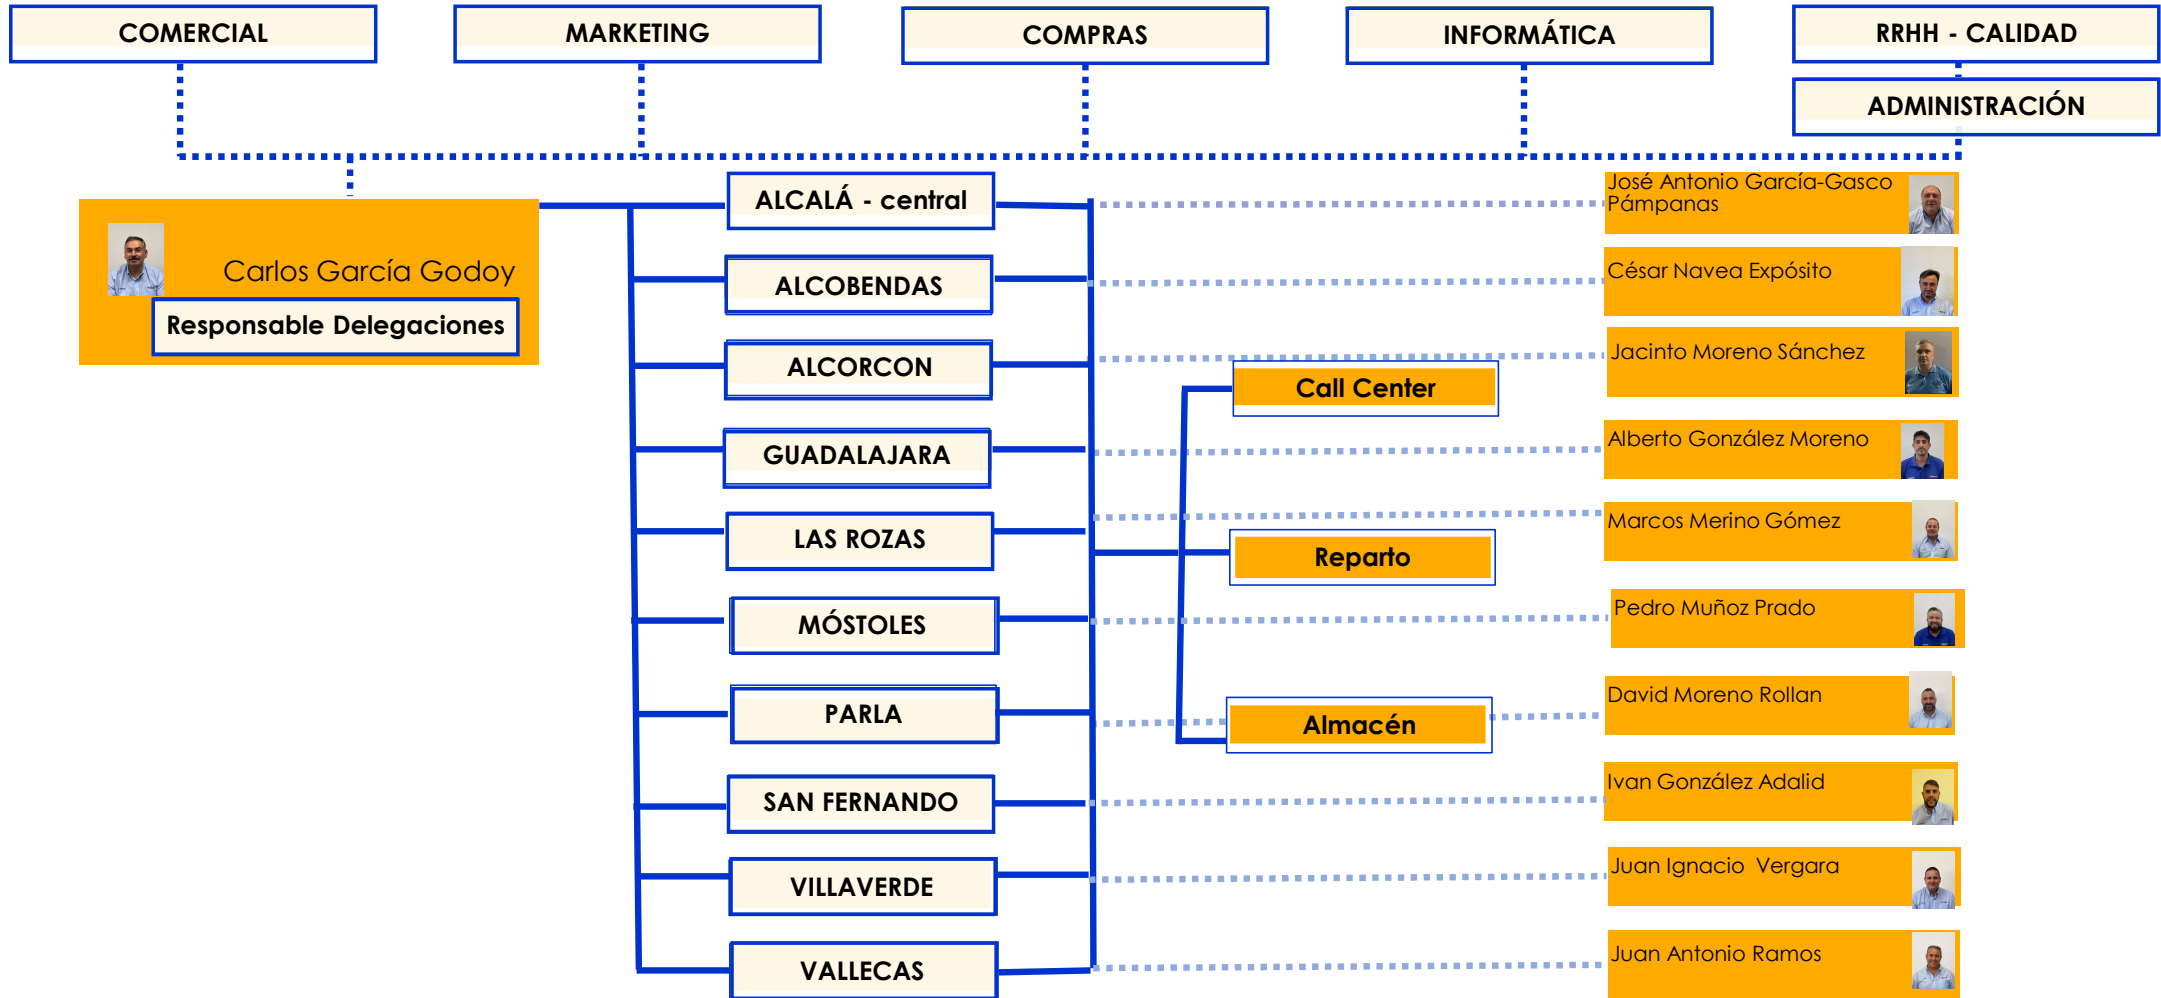 COMERCIAL
MARKETING
COMPRAS
INFORMÁTICA
RRHH - CALIDAD
ADMINISTRACIÓN
Carlos García Godoy
Responsable Delegaciones
ALCALÁ - central
José Antonio García-Gasco
Pámpanas
ALCOBENDAS
César Navea Expósito
ALCORCON
Jacinto Moreno Sánchez
Call Center
GUADALAJARA
Alberto González Moreno
LAS ROZAS
Marcos Merino Gómez
Reparto
MÓSTOLES
Pedro Muñoz Prado
PARLA
David Moreno Rollan
Almacén
SAN FERNANDO
Ivan González Adalid
VILLAVERDE
Juan Ignacio  Vergara
VALLECAS
Juan Antonio Ramos